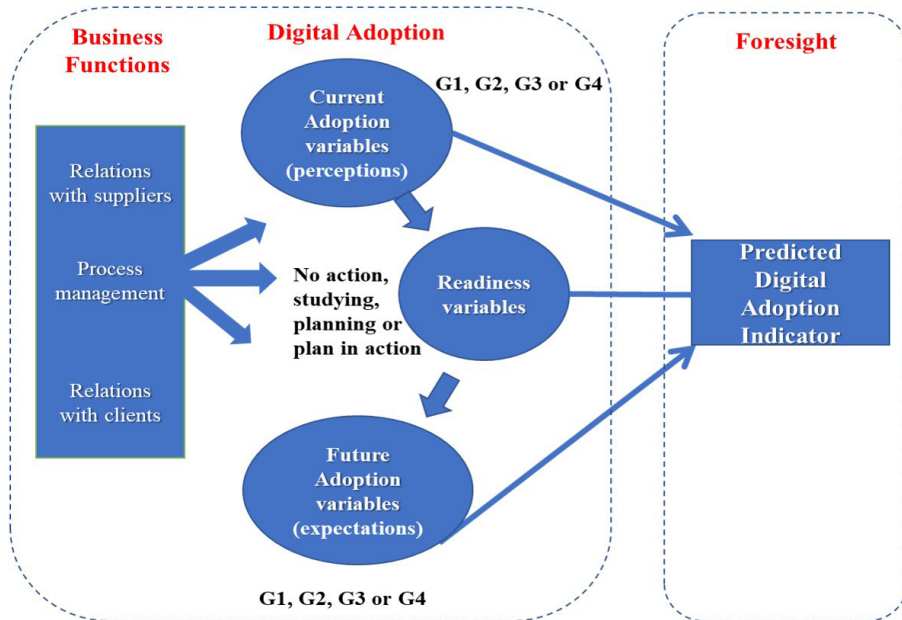 Business
Functions
Relations
with suppliers
Process
management
Relations
with clients
Digital Adoption
G1, G2, G3 or G4
Current
Adoption
variables
(perceptions)
No action,
studying,
planning or
plan in action
Readiness
variables
Future
Adoption
variables
(expectations)
G1, G2, G3 or G4
Foresight
Predicted
Digital
Adoption
Indicator